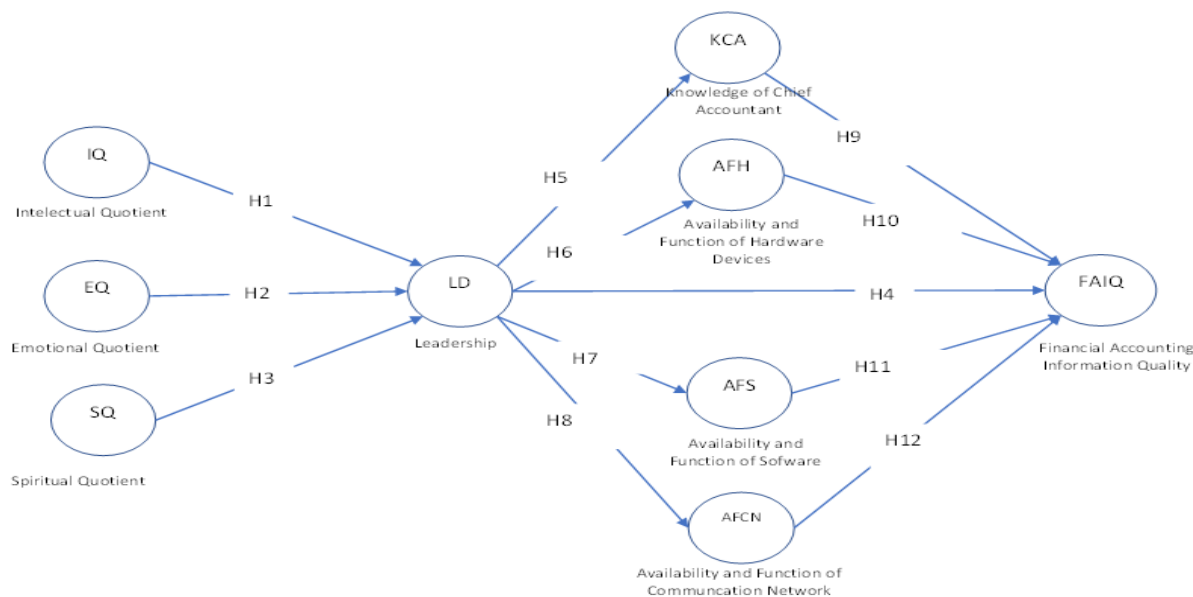 KCA
Knowledge of Chief
Accountant
H9
IQ
Intelectual Quotient
H1
H5
AFH
Availability and
Function of Hardware
Devices
H10
H6
EQ
Emotional Quotient
H2
LD
Leadership
H4
FAIQ
Financial Accounting
Information Quality
H3
H7
H8
AFS
Availability and
Function of Sofware
H11
SQ
Spiritual Quotient
H12
AFCN
Availability and Function of
Communcation Network